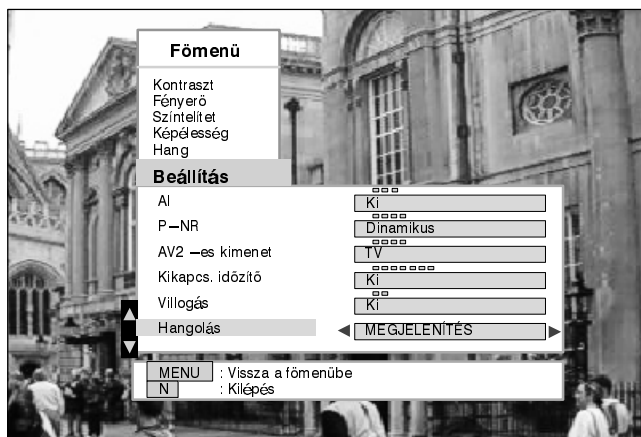 Fömenü
Kontraszt
Fényerö
Színtelítet
Képélesség
Hang
Beállítás
AI Ki
P–NR Dinamikus
AV2 –es kimenet TV
Kikapcs. időzítő Ki
Villogás Ki
Hangolás MEGJELENÍTÉS
MENU : Vissza a fömenübe
N : Kilépés